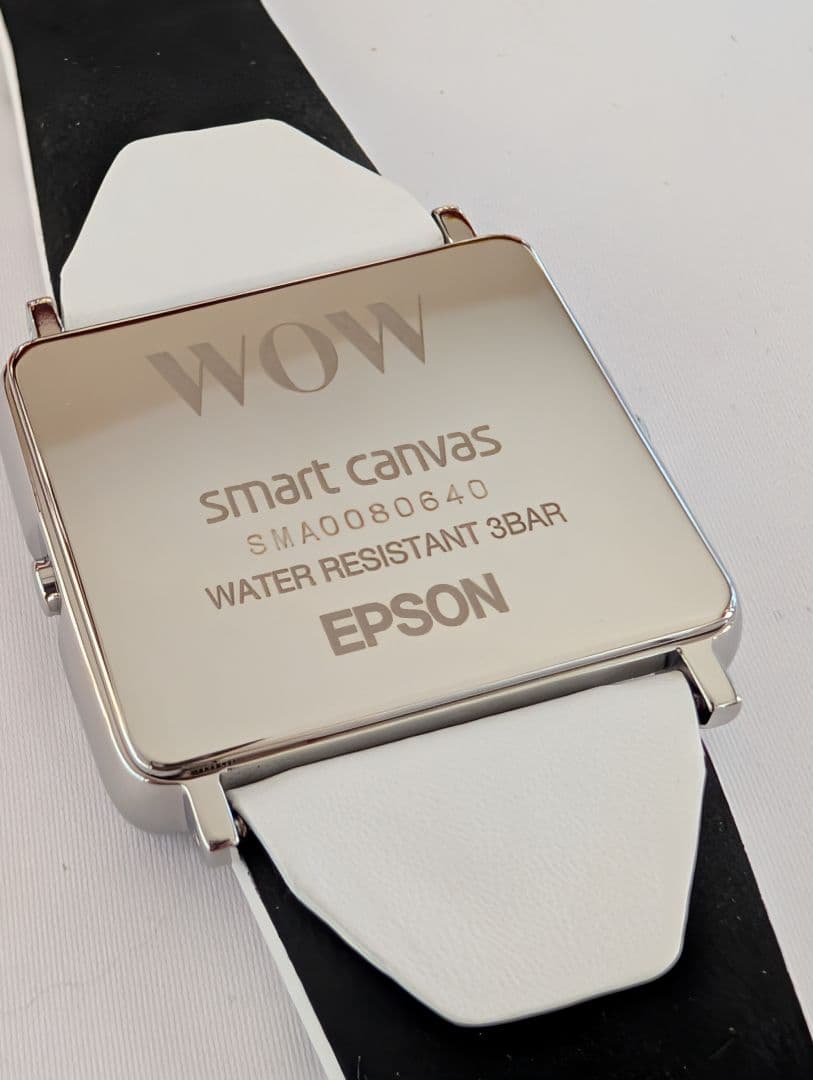 WOW
smart canvas
SMA0080640
WATER RESISTANT 3BAR
EPSON